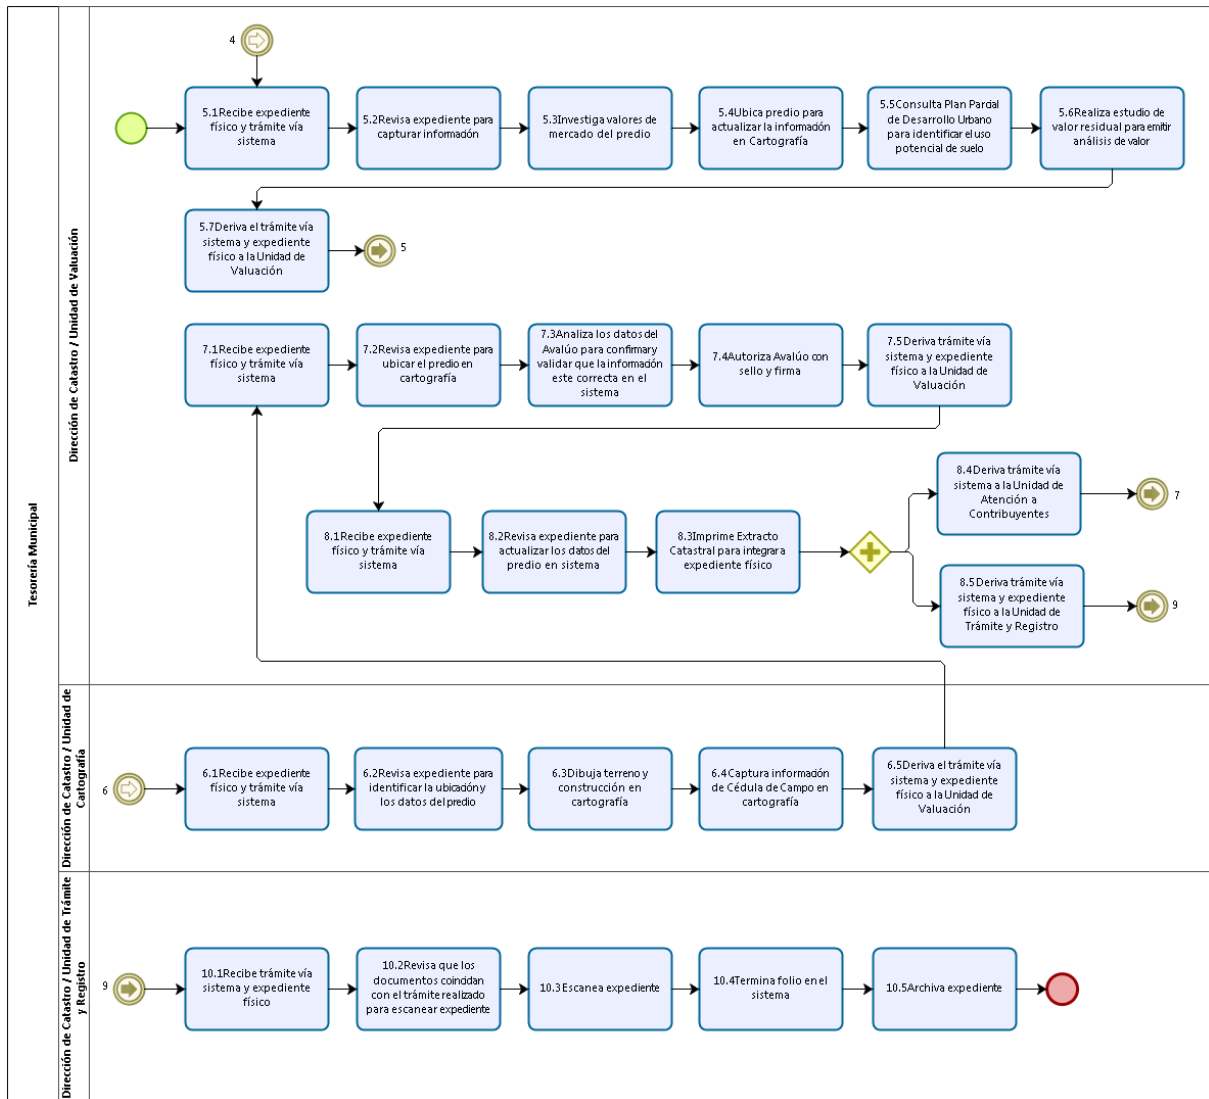 Tesorería Municipal
Dirección de Catastro / Unidad de Valuación
4
5.1Recibe expediente
físico y trámite vía
sistema
5.2Revisa expediente para
capturar información
5.3Investiga valores de
mercado del predio
5.4Ubica predio para
actualizar la información
en Cartografía
5.5Consulta Plan Parcial
de Desarrollo Urbano
para identificar el uso
potencial de suelo
5.6Realiza estudio de
valor residual para emitir
análisis de valor
5.7Deriva el trámite vía
sistema y expediente
físico a la Unidad de
Valuación
5
7.1Recibe expediente
físico y trámite vía
sistema
7.2Revisa expediente para
ubicar el predio en
cartografía
7.3Analiza los datos del
Avalúo para confirmar y
validar que la información
este correcta en el
sistema
7.4Autoriza Avalúo con
sello y firma
7.5Deriva trámite vía
sistema y expediente
físico a la Unidad de
Valuación
8.1Recibe expediente
físico y trámite vía
sistema
8.2Revisa expediente para
actualizar los datos del
predio en sistema
8.3Imprime Extracto
Catastral para integrar a
expediente físico
8.4Deriva trámite vía
sistema a la Unidad de
Atención a
Contribuyentes
7
8.5Deriva trámite vía
sistema y expediente
físico a la Unidad de
Trámite y Registro
9
Dirección de Catastro / Unidad de
Cartografía
6
6.1Recibe expediente
físico y trámite vía
sistema
6.2Revisa expediente para
identificar la ubicación y
los datos del predio
6.3Dibuja terreno y
construcción en
cartografía
6.4Captura información
de Cédula de Campo en
cartografía
6.5Deriva el trámite vía
sistema y expediente
físico a la Unidad de
Valuación
Dirección de Catastro / Unidad de Trámite
y Registro
9
10.1Recibe trámite vía
sistema y expediente
físico
10.2Revisa que los
documentos coincidan
con el trámite realizado
para escanear expediente
10.3Escanea expediente
10.4Termina folio en el
sistema
10.5Archiva expediente